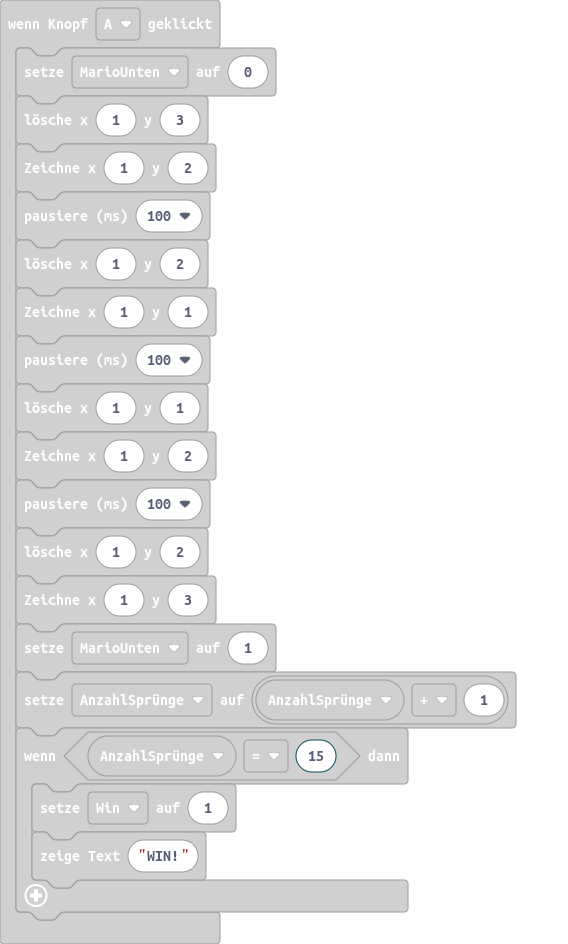 wenn Knopf A geklickt
setze MarioUnten auf 0
lösche x 1 y 3
Zeichne x 1 y 2
pausiere (ms) 100
lösche x 1 y 2
Zeichne x 1 y 1
pausiere (ms) 100
lösche x 1 y 1
Zeichne x 1 y 2
pausiere (ms) 100
lösche x 1 y 2
Zeichne x 1 y 3
setze MarioUnten auf 1
setze AnzahlSprünge auf AnzahlSprünge + 1
wenn AnzahlSprünge = 15 dann
setze Win auf 1
zeige Text "WIN!"